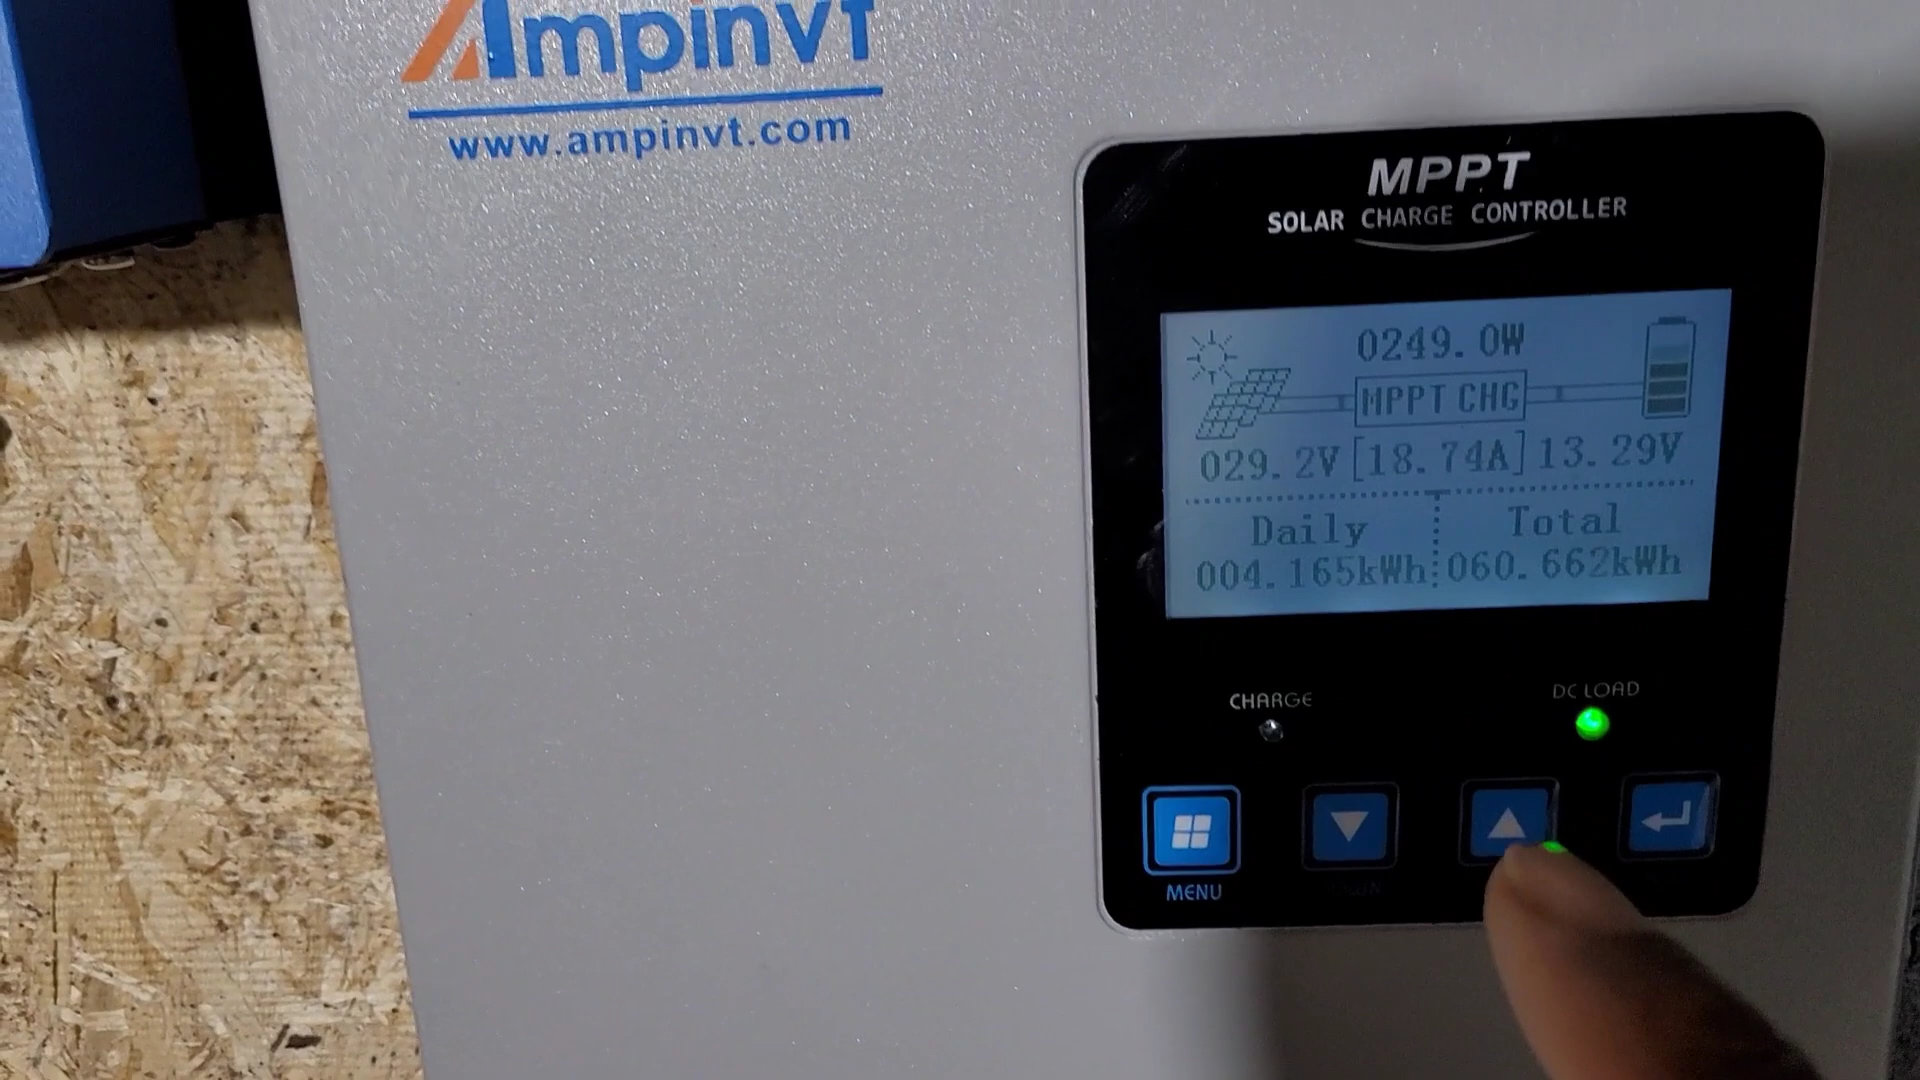 Ampinvt
www.ampinvt.com
MPPT
SOLAR CHARGE CONTROLLER
0249.0W
MPPT CHG
029.2V[18.74A]13.29V
Daily Total
004.165kWh 060.662kWh
CHARGE DC LOAD
MENU